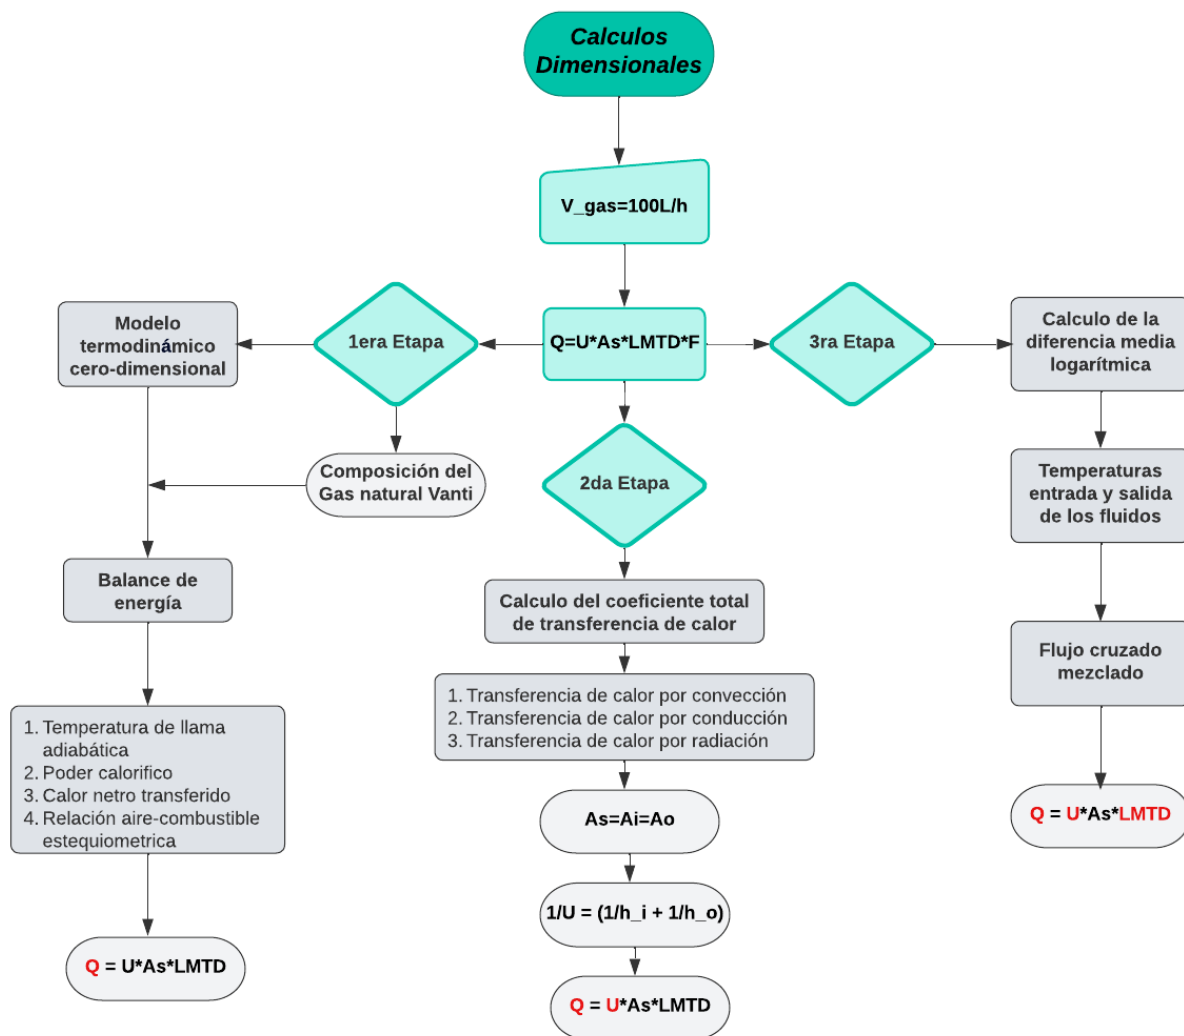 Calculos
Dimensionales
V_gas=100L/h
Q=U*As*LMTD*F
1era Etapa
Modelo
termodinámico
cero-dimensional
Composición del
Gas natural Vanti
Balance de
energía
1. Temperatura de llama
adiabática
2. Poder calorifico
3. Calor netro transferido
4. Relación aire-combustible
estequiometrica
Q = U*As*LMTD
2da Etapa
Calculo del coeficiente total
de transferencia de calor
1. Transferencia de calor por convección
2. Transferencia de calor por conducción
3. Transferencia de calor por radiación
As=Ai=Ao
1/U = (1/h_i + 1/h_o)
Q = U*As*LMTD
3ra Etapa
Calculo de la
diferencia media
logarítmica
Temperaturas
entrada y salida
de los fluidos
Flujo cruzado
mezclado
Q = U*As*LMTD